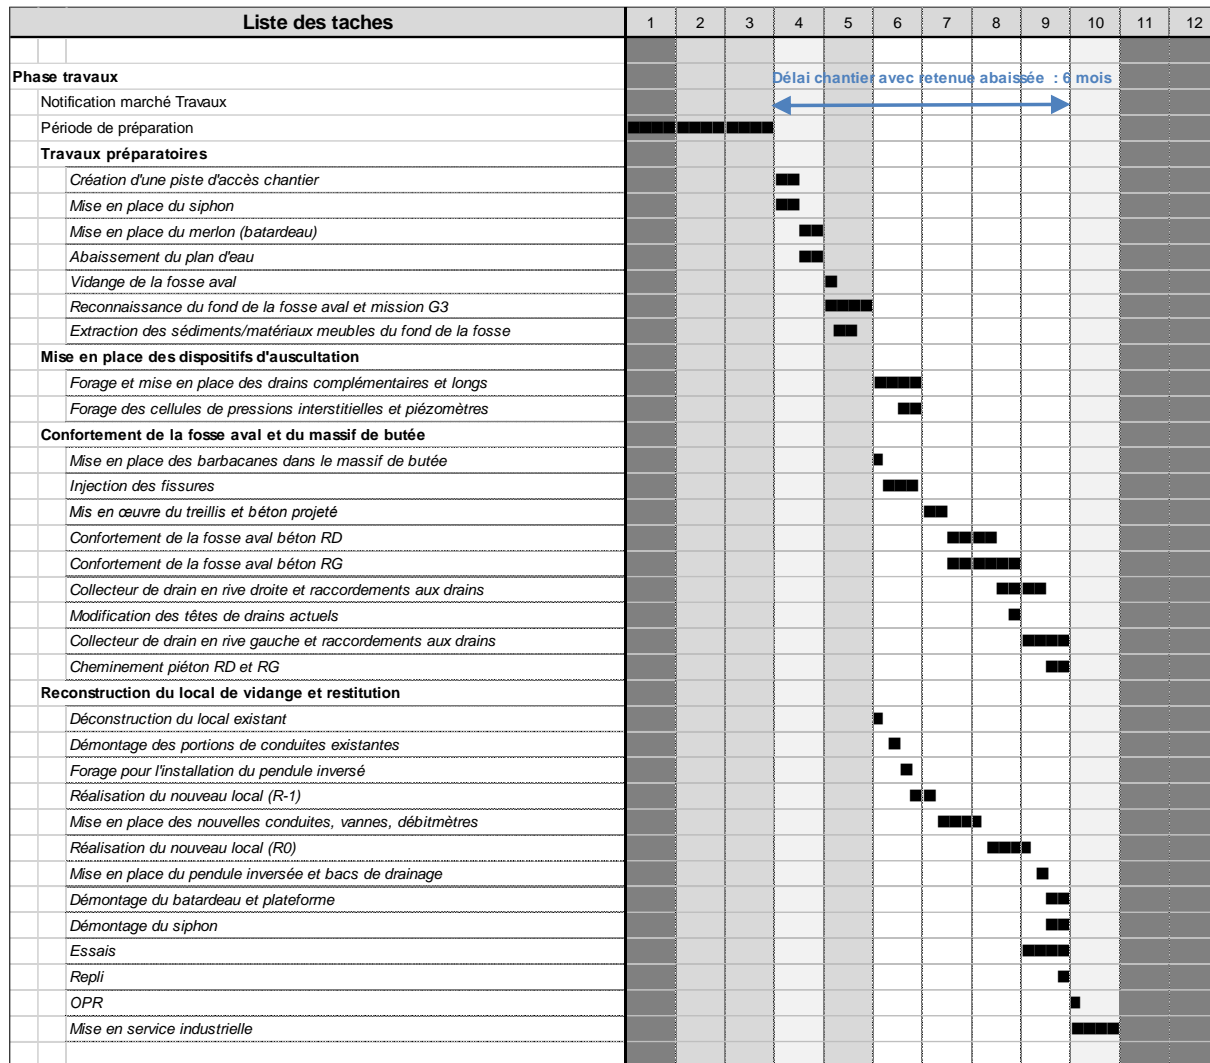 Liste des taches 1 2 3 4 5 6 7 8 9 10 11 12
Phase travaux Délai chantier avec retenue abaissée : 6 mois
Notification marché Travaux
Période de préparation
Travaux préparatoires
Création d'une piste d'accès chantier
Mise en place du siphon
Mise en place du merlon (batardeau)
Abaissement du plan d'eau
Vidange de la fosse aval
Reconnaissance du fond de la fosse aval et mission G3
Extraction des sédiments/matériaux meubles du fond de la fosse
Mise en place des dispositifs d'auscultation
Forage et mise en place des drains complémentaires et longs
Forage des cellules de pressions interstitielles et piézomètres
Confortement de la fosse aval et du massif de butée
Mise en place des barbacanes dans le massif de butée
Injection des fissures
Mis en œuvre du treillis et béton projeté
Confortement de la fosse aval béton RD
Confortement de la fosse aval béton RG
Collecteur de drain en rive droite et raccordements aux drains
Modification des têtes de drains actuels
Collecteur de drain en rive gauche et raccordements aux drains
Cheminement piéton RD et RG
Reconstruction du local de vidange et restitution
Déconstruction du local existant
Démontage des portions de conduites existantes
Forage pour l'installation du pendule inversé
Réalisation du nouveau local (R-1)
Mise en place des nouvelles conduites, vannes, débitmètres
Réalisation du nouveau local (R0)
Mise en place du pendule inversée et bacs de drainage
Démontage du batardeau et plateforme
Démontage du siphon
Essais
Repli
OPR
Mise en service industrielle